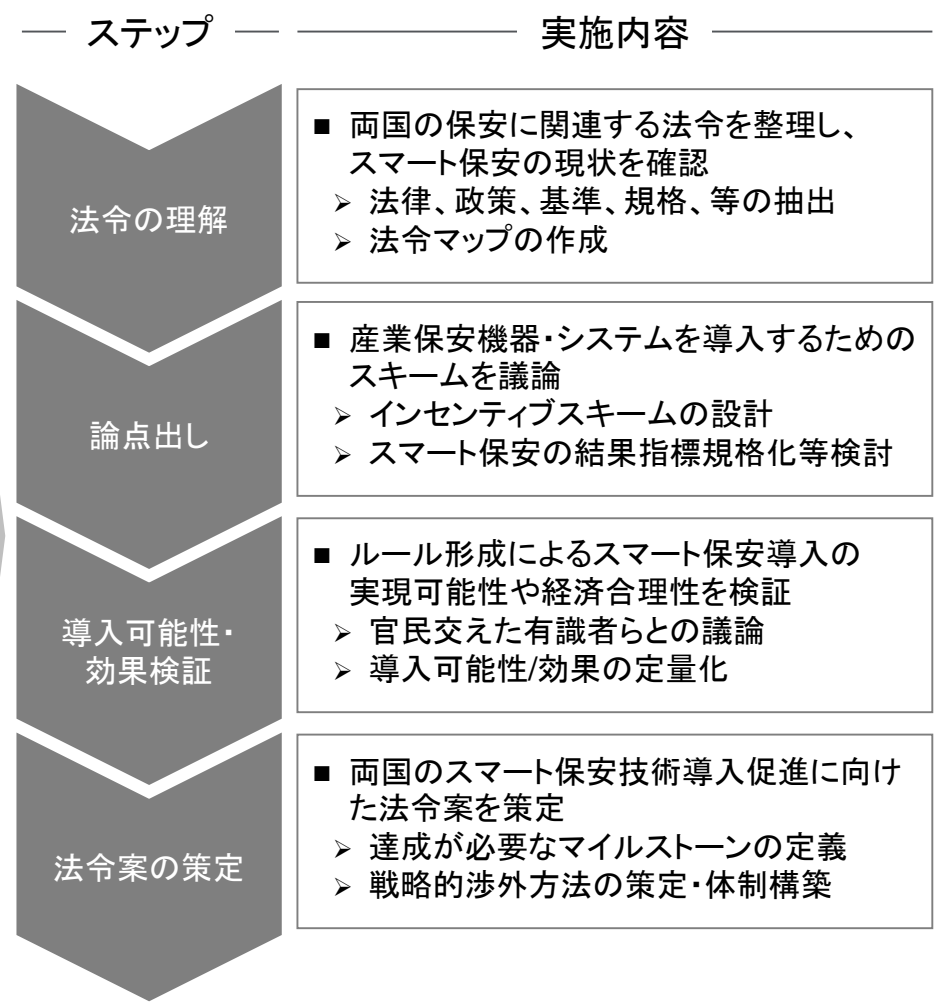 ステップ
実施内容
法令の理解
■ 両国の保安に関連する法令を整理し、
スマート保安の現状を確認
➢ 法律、政策、基準、規格、等の抽出
➢ 法令マップの作成
論点出し
■ 産業保安機器・システムを導入するための
スキームを議論
➢ インセンティブスキームの設計
➢ スマート保安の結果指標規格化等検討
導入可能性・
効果検証
■ ルール形成によるスマート保安導入の
実現可能性や経済合理性を検証
➢ 官民交えた有識者らとの議論
➢ 導入可能性/効果の定量化
法令案の策定
■ 両国のスマート保安技術導入促進に向け
た法令案を策定
➢ 達成が必要なマイルストーンの定義
➢ 戦略的渉外方法の策定・体制構築